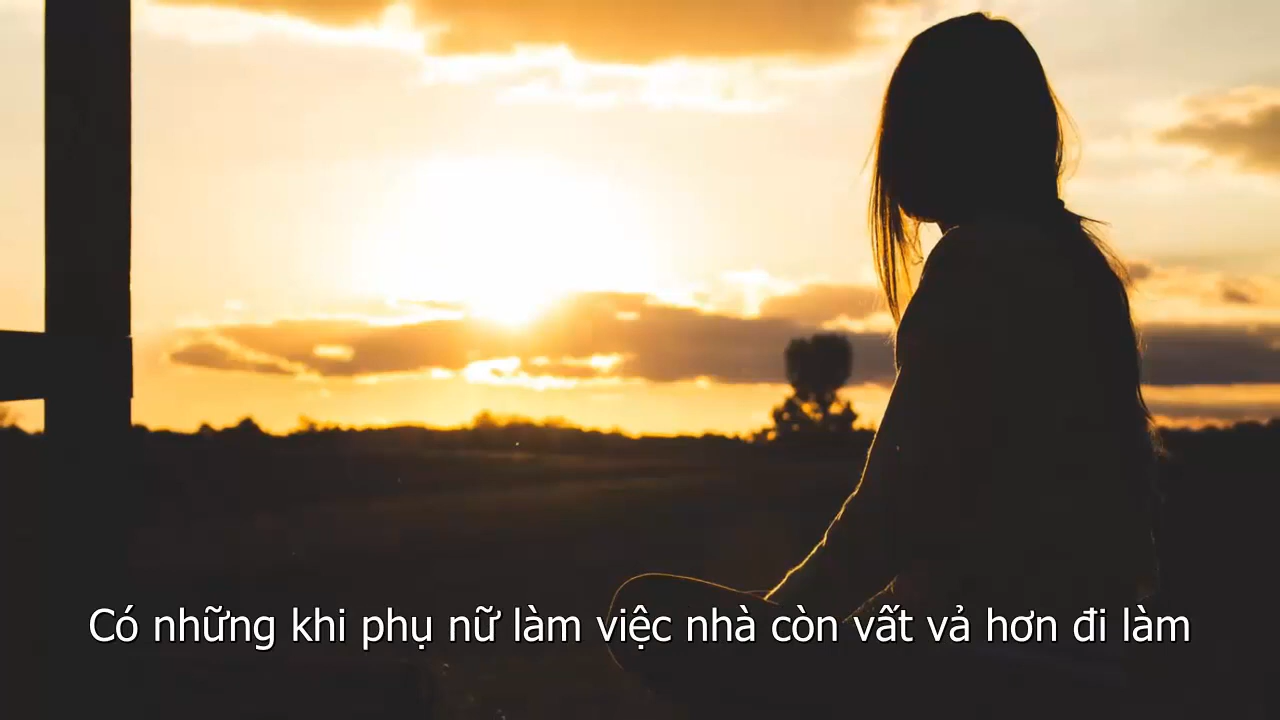 Có những khi phụ nữ làm việc nhà còn vất vả hơn đi làm